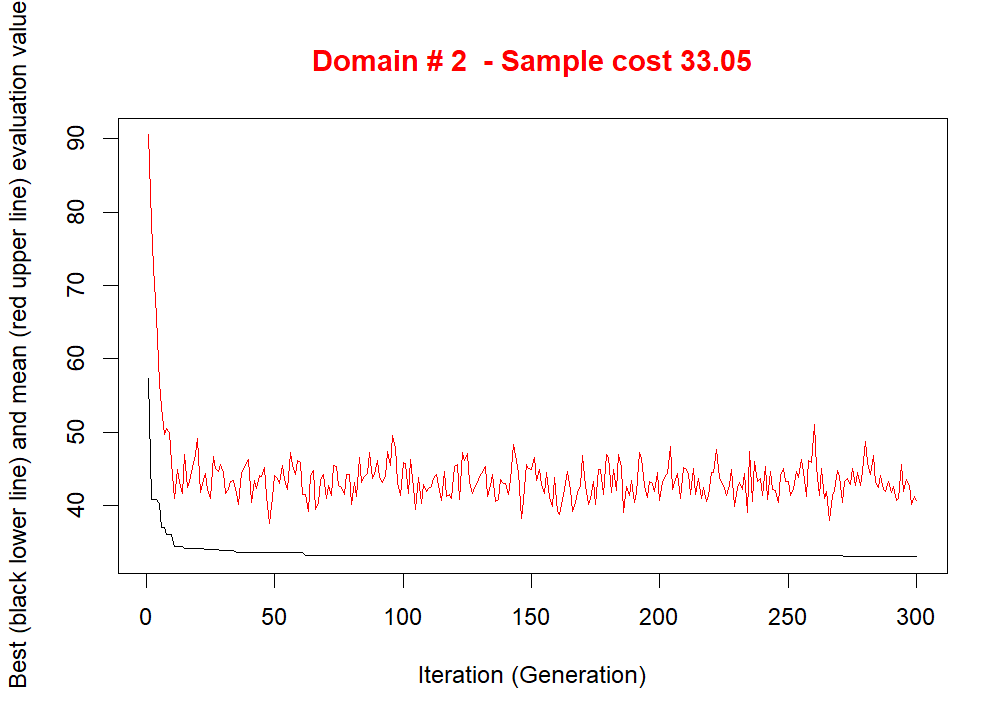 Domain # 2  - Sample cost 33.05
Best (black lower line) and mean (red upper line) evaluation value
90
80
70
60
50
40
0 50 100 150 200 250 300
Iteration (Generation)